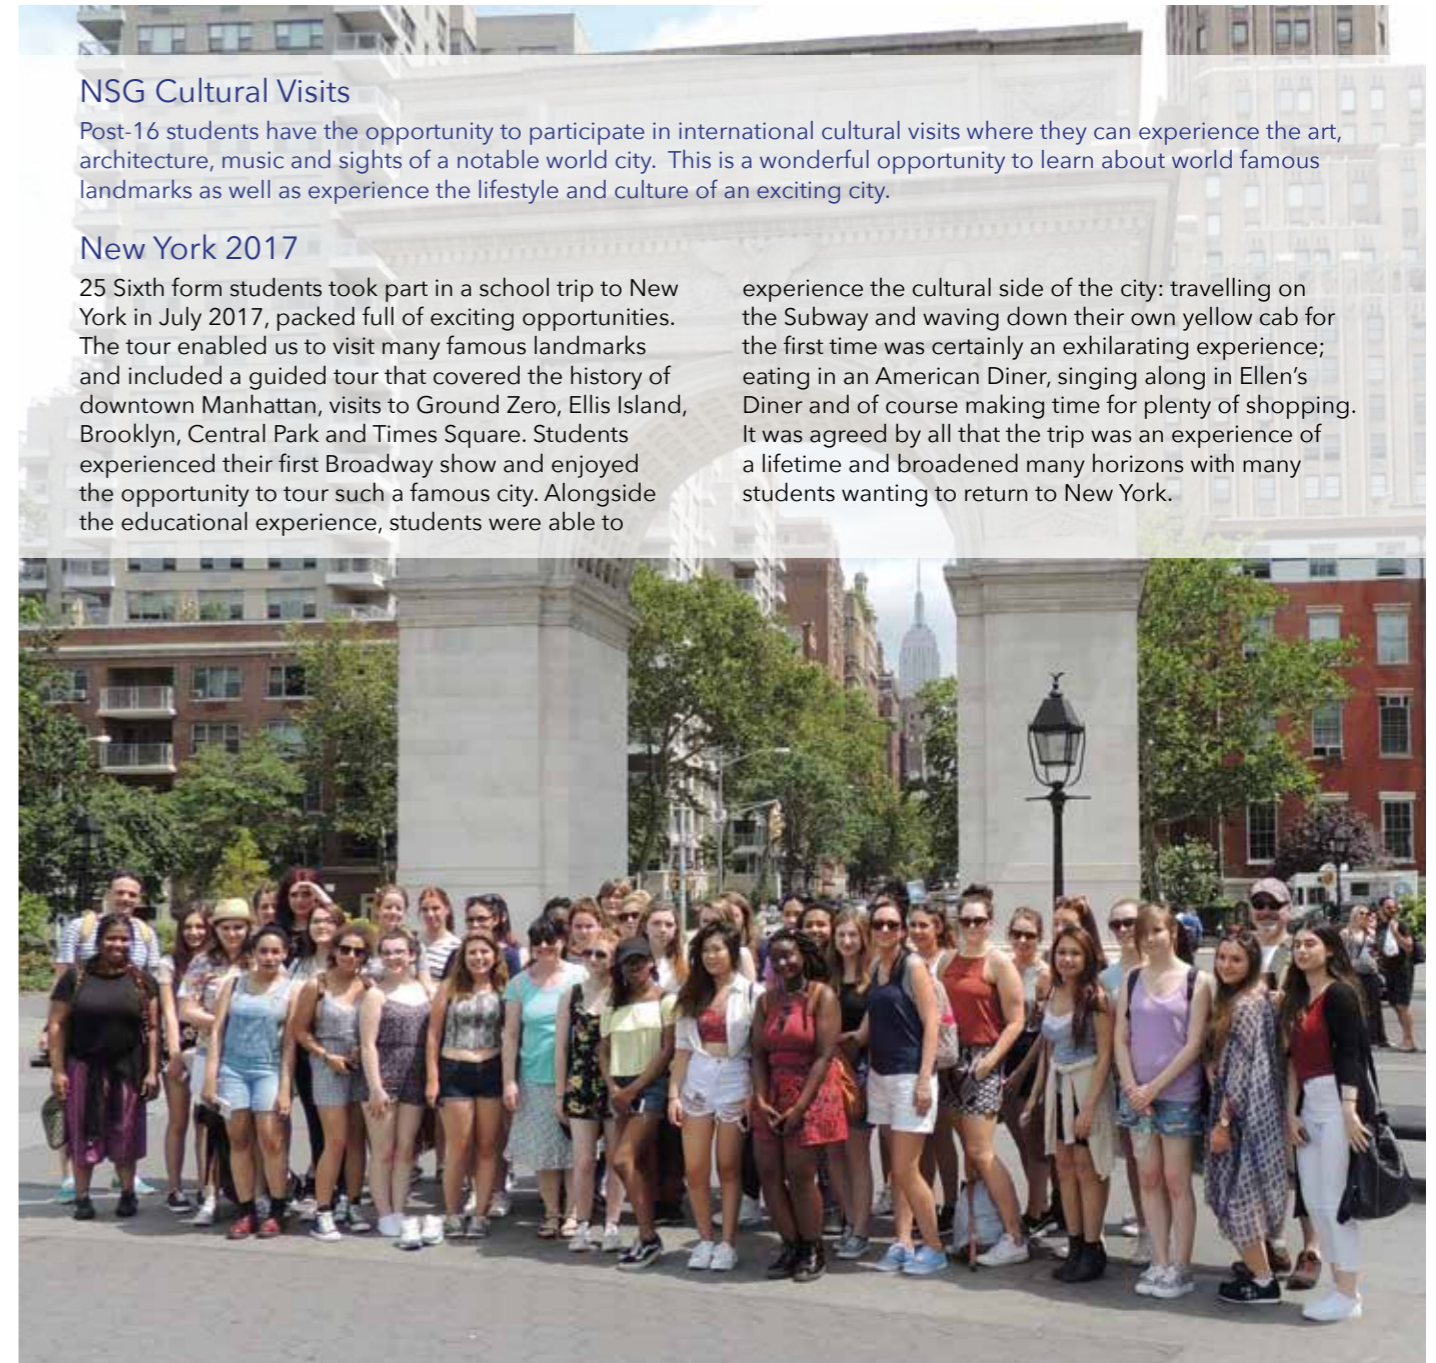 NSG Cultural Visits
Post-16 students have the opportunity to participate in international cultural visits where they can experience the art,
architecture, music and sights of a notable world city.  This is a wonderful opportunity to learn about world famous
landmarks as well as experience the lifestyle and culture of an exciting city.
New York 2017
25 Sixth form students took part in a school trip to New
York in July 2017, packed full of exciting opportunities.
The tour enabled us to visit many famous landmarks
and included a guided tour that covered the history of
downtown Manhattan, visits to Ground Zero, Ellis Island,
Brooklyn, Central Park and Times Square. Students
experienced their first Broadway show and enjoyed
the opportunity to tour such a famous city. Alongside
the educational experience, students were able to
experience the cultural side of the city: travelling on
the Subway and waving down their own yellow cab for
the first time was certainly an exhilarating experience;
eating in an American Diner, singing along in Ellen’s
Diner and of course making time for plenty of shopping.
It was agreed by all that the trip was an experience of
a lifetime and broadened many horizons with many
students wanting to return to New York.